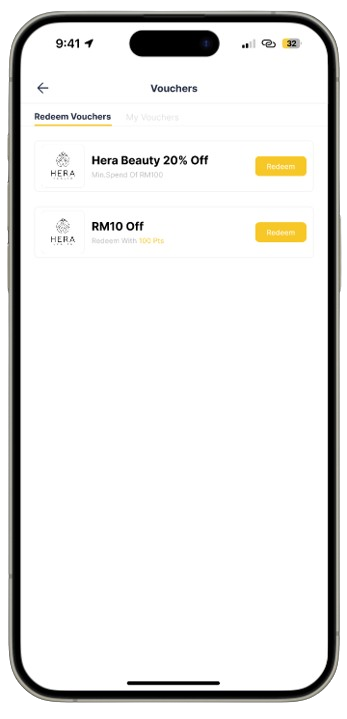 9:41
32
Vouchers
Redeem Vouchers My Vouchers
HERA
Hera Beauty 20% Off
Min.Speed Of RM100
Redeem
HERA
RM10 Off
Redeem With 100 Pts
Redeem